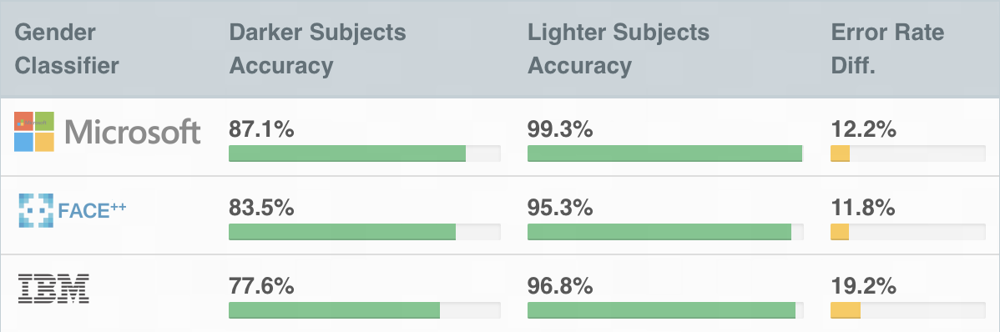 Gender Classifier
Darker Subjects Accuracy
Lighter Subjects Accuracy
Error Rate Diff.
Microsoft 87.1% 99.3% 12.2%
FACE++ 83.5% 95.3% 11.8%
IBM 77.6% 96.8% 19.2%